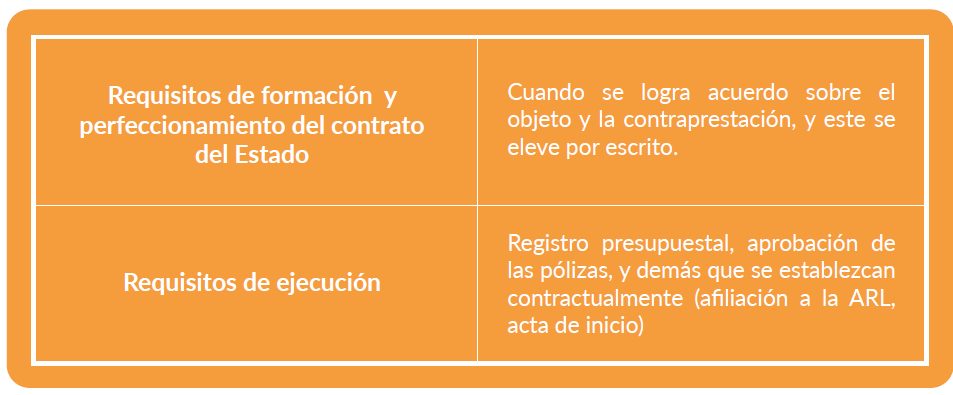 Requisitos de formación y
perfeccionamiento del contrato
del Estado
Cuando se logra acuerdo sobre el
objeto y la contraprestación, y este se
eleve por escrito.
Requisitos de ejecución
Registro presupuestal, aprobación de
las pólizas, y demás que se establezcan
contractualmente (afiliación a la ARL,
acta de inicio)